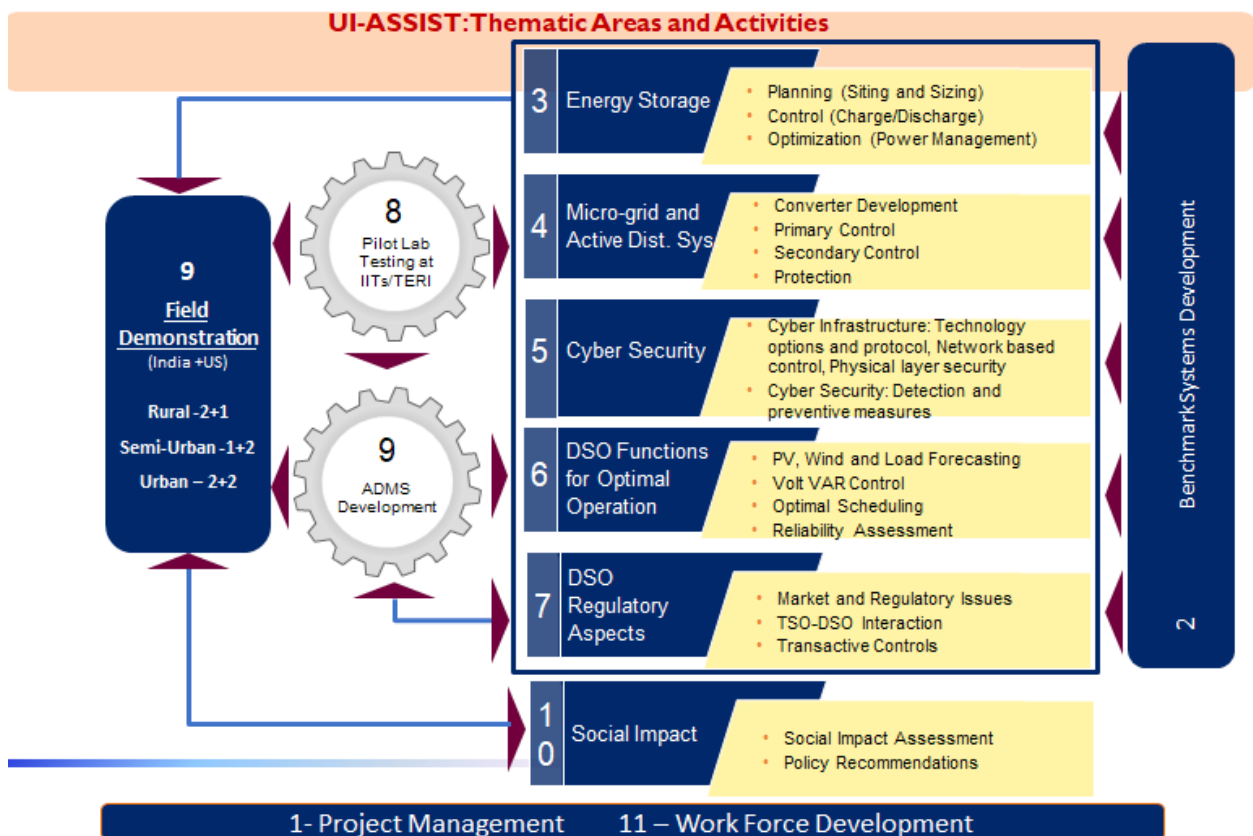 UI-ASSIST:Thematic Areas and Activities
3
Energy Storage
• Planning (Siting and Sizing)
• Control (Charge/Discharge)
• Optimization (Power Management)
4
Micro-grid and
Active Dist. Sys
• Converter Development
• Primary Control
• Secondary Control
• Protection
5
Cyber Security
• Cyber Infrastructure: Technology
options and protocol, Network based
control, Physical layer security
• Cyber Security: Detection and
preventive measures
6
DSO Functions
for Optimal
Operation
• PV, Wind and Load Forecasting
• Volt VAR Control
• Optimal Scheduling
• Reliability Assessment
7
DSO
Regulatory
Aspects
• Market and Regulatory Issues
• TSO-DSO Interaction
• Transactive Controls
1
0
Social Impact
• Social Impact Assessment
• Policy Recommendations
8
Pilot Lab
Testing at
IITs/TERI
9
ADMS
Development
9
Field
Demonstration
(India +US)
Rural -2+1
Semi-Urban -1+2
Urban – 2+2
2 BenchmarkSystems Development
1- Project Management 11 – Work Force Development